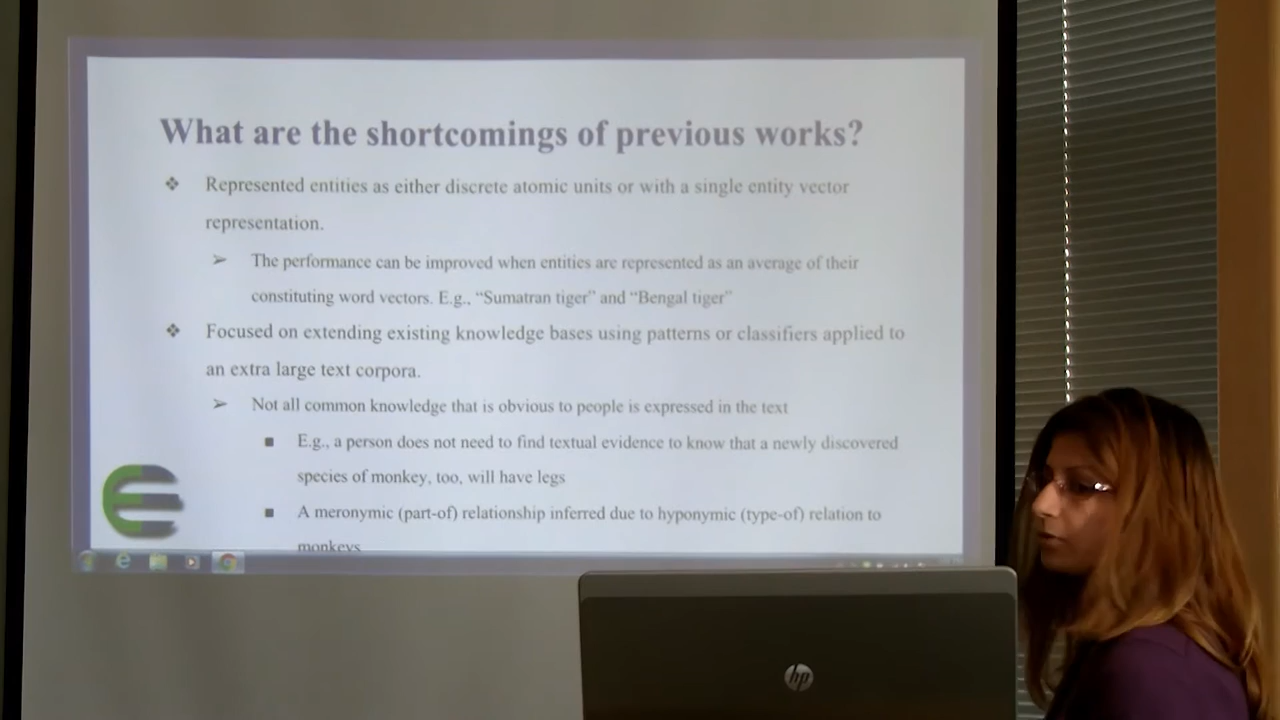 What are the shortcomings of previous works?
❖ Represented entities as either discrete atomic units or with a single entity vector
representation.
➢ The performance can be improved when entities are represented as an average of their
constituting word vectors. E.g., “Sumatran tiger” and “Bengal tiger”
❖ Focused on extending existing knowledge bases using patterns or classifiers applied to
an extra large text corpora.
➢ Not all common knowledge that is obvious to people is expressed in the text
■ E.g., a person does not need to find textual evidence to know that a newly discovered
species of monkey, too, will have legs
■ A meronymic (part-of) relationship inferred due to hyponymic (type-of) relation to
monkeys
hp